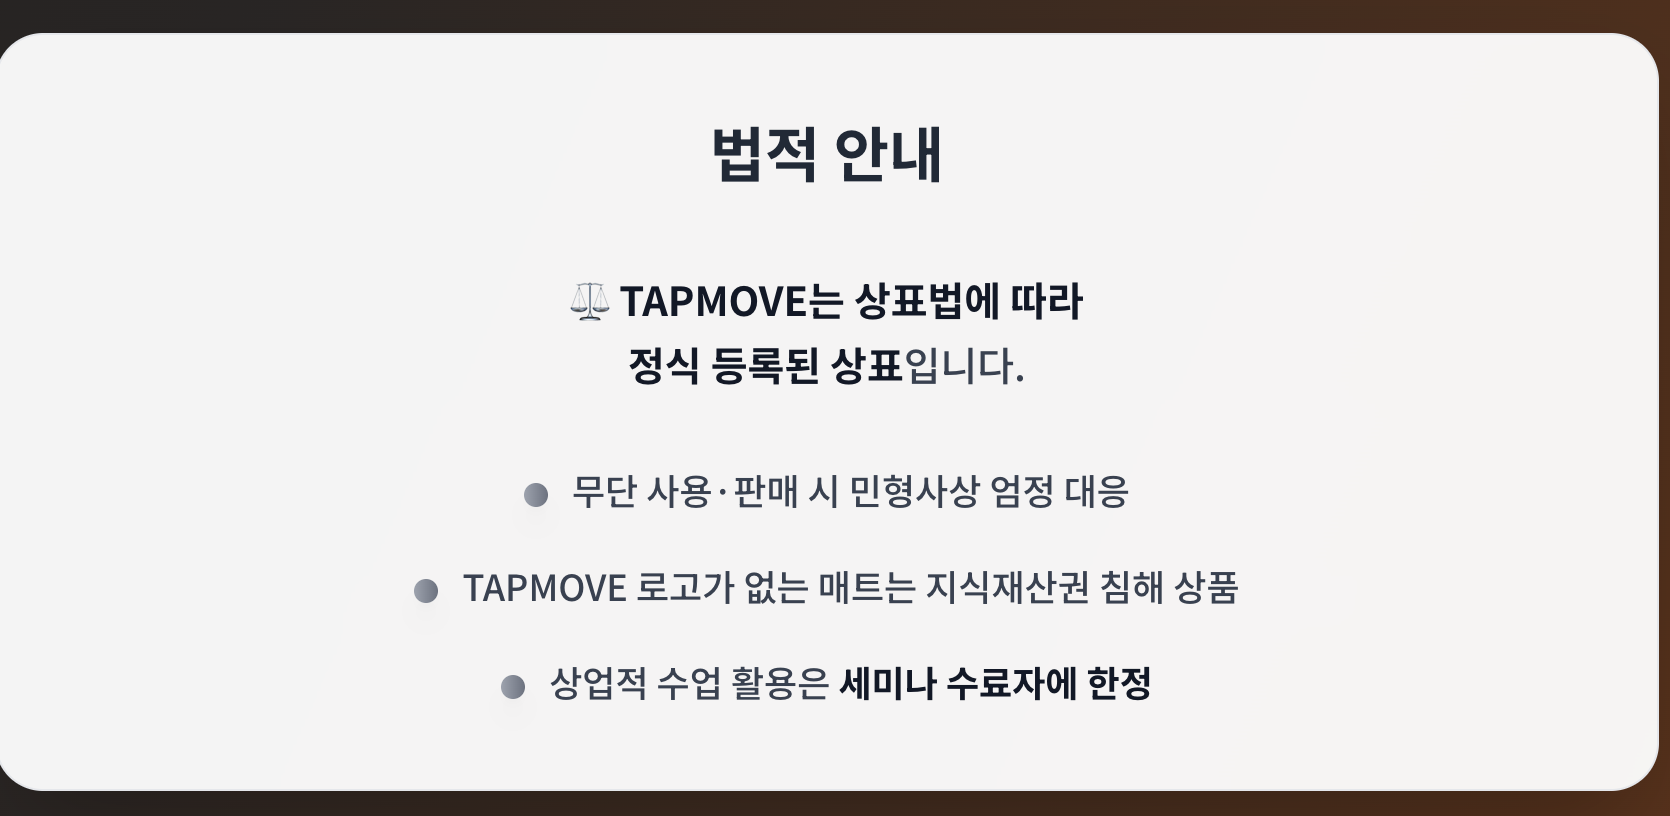 법적 안내
⚖️ TAPMOVE는 상표법에 따라
정식 등록된 상표입니다.
무단 사용·판매 시 민형사상 엄정 대응
TAPMOVE 로고가 없는 매트는 지식재산권 침해 상품
상업적 수업 활용은 세미나 수료자에 한정